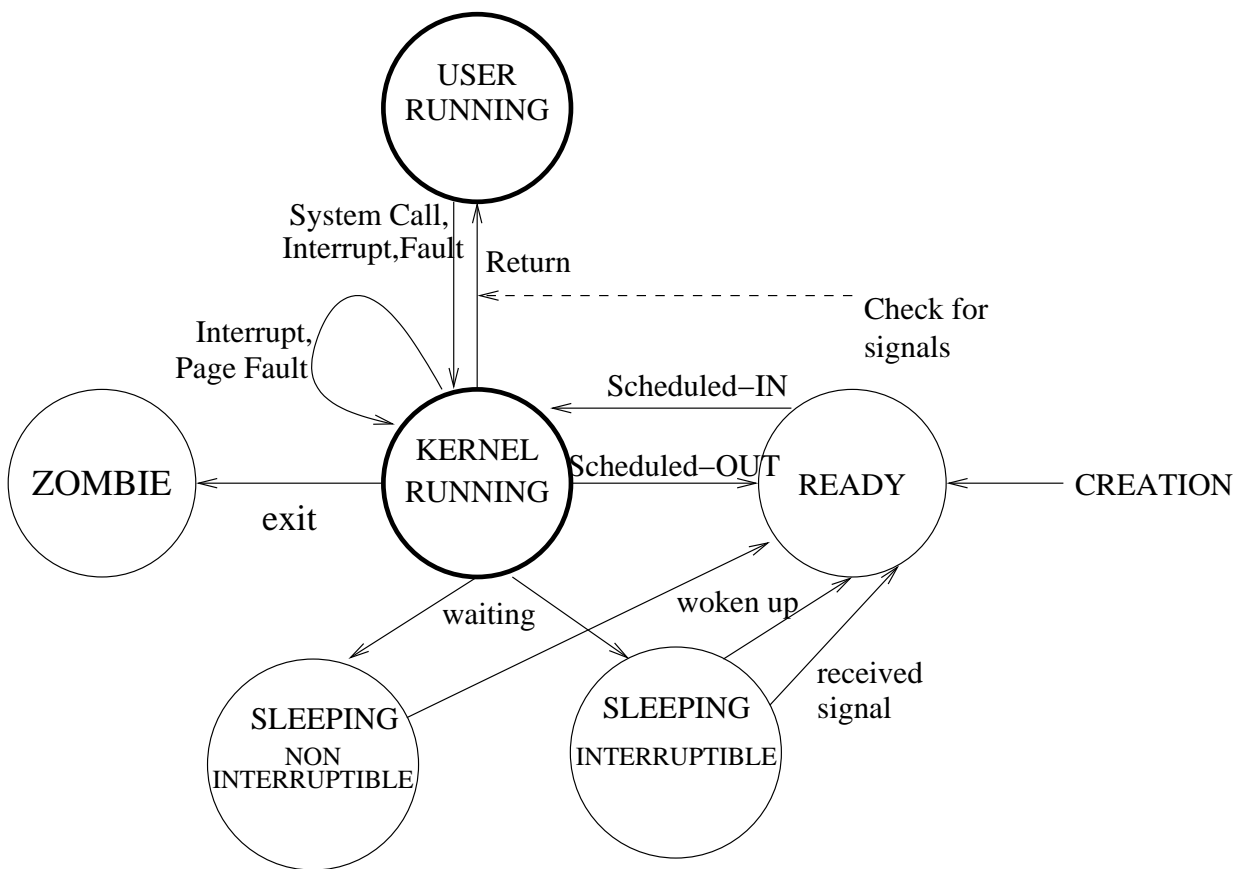 USER
RUNNING
System Call,
Interrupt,Fault
Return
Check for
signals
Interrupt,
Page Fault
Scheduled–IN
ZOMBIE
KERNEL
RUNNING
Scheduled–OUT
READY
CREATION
exit
waiting
woken up
received
signal
SLEEPING
NON
INTERRUPTIBLE
SLEEPING
INTERRUPTIBLE